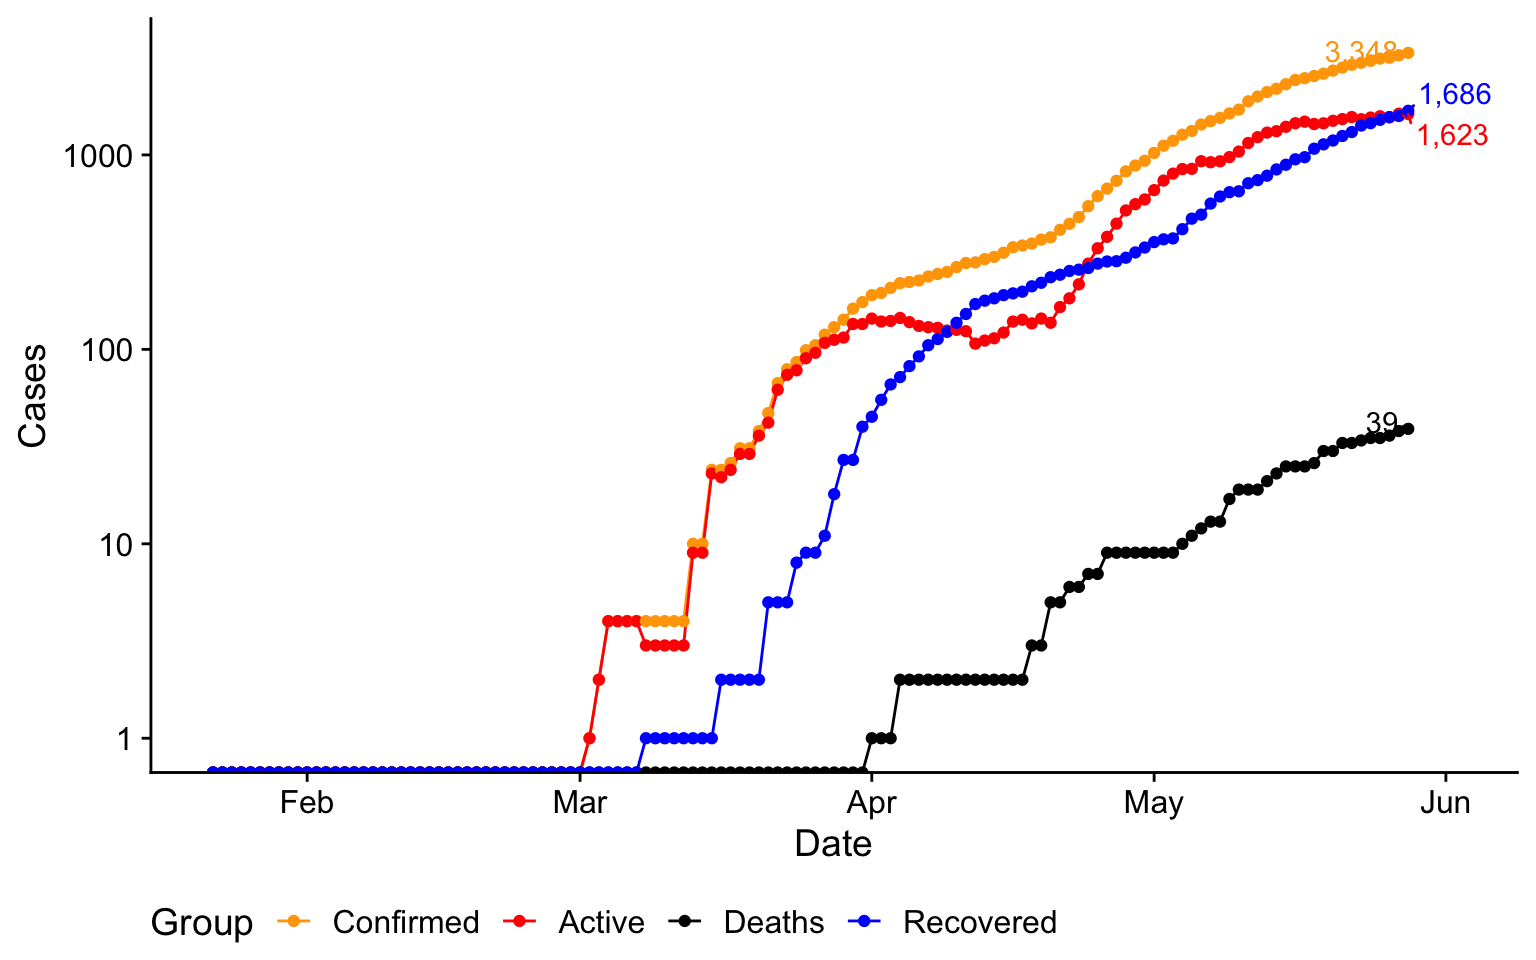 3,348
1,686
1,623
1000
100
39
10
1
Cases
Feb Mar Apr May Jun
Date
Group Confirmed Active Deaths Recovered